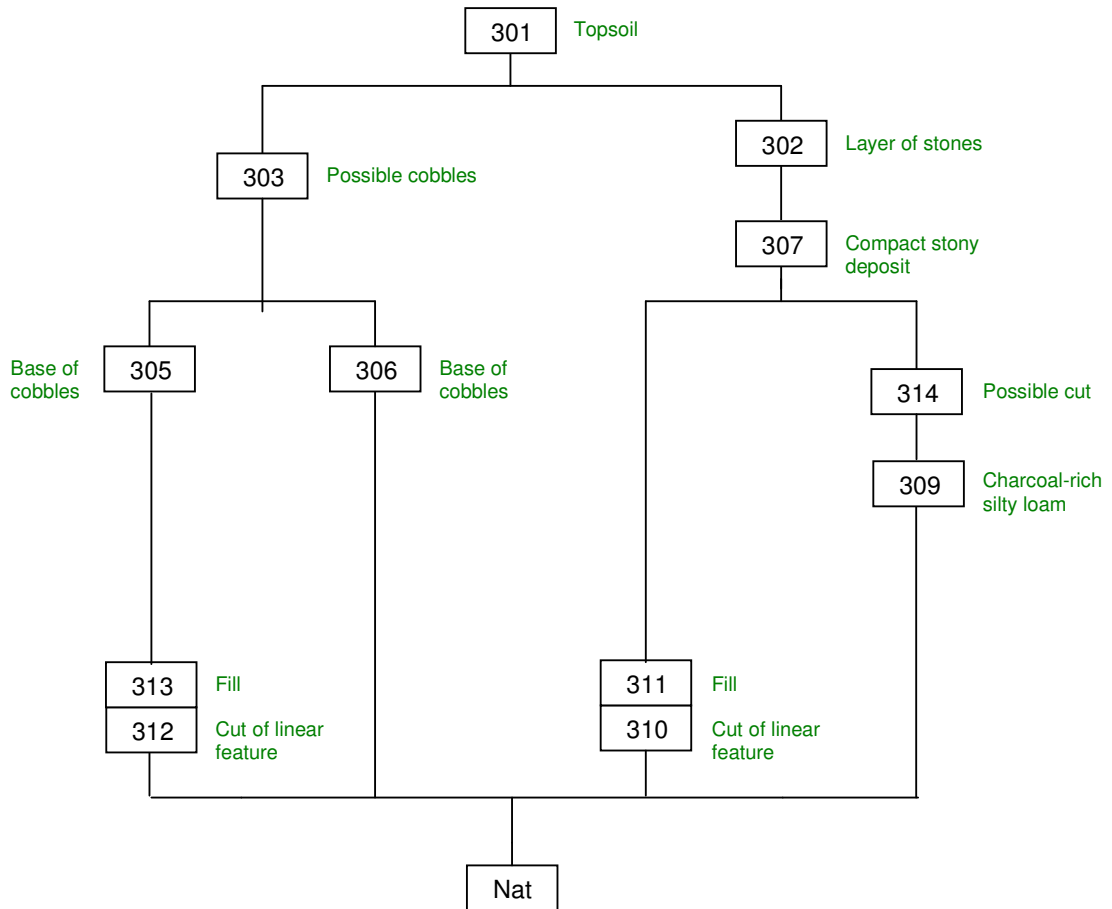 301 Topsoil
302 Layer of stones
303 Possible cobbles
307 Compact stony
deposit
Base of
cobbles
305
306 Base of
cobbles
314 Possible cut
309 Charcoal-rich
silty loam
313 Fill
312 Cut of linear
feature
311 Fill
310 Cut of linear
feature
Nat